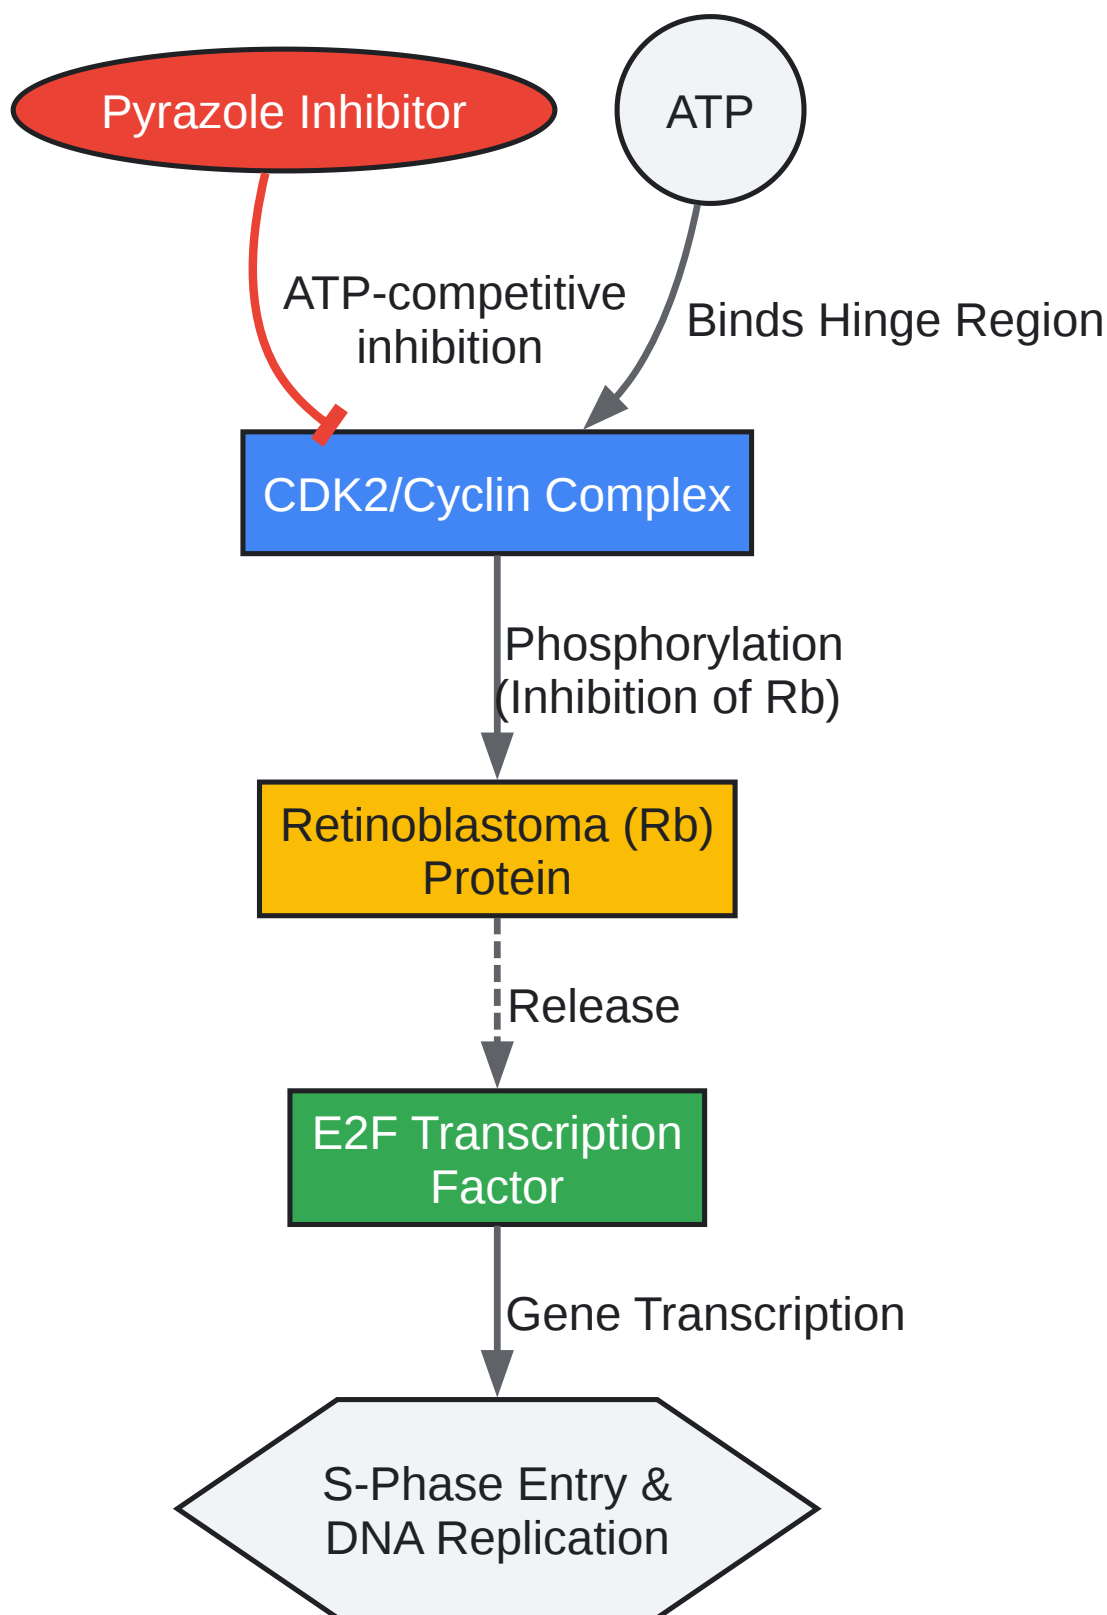 Pyrazole Inhibitor
ATP
ATP-competitive
inhibition
Binds Hinge Region
CDK2/Cyclin Complex
Phosphorylation
(Inhibition of Rb)
Retinoblastoma (Rb)
Protein
Release
E2F Transcription
Factor
Gene Transcription
S-Phase Entry &
DNA Replication